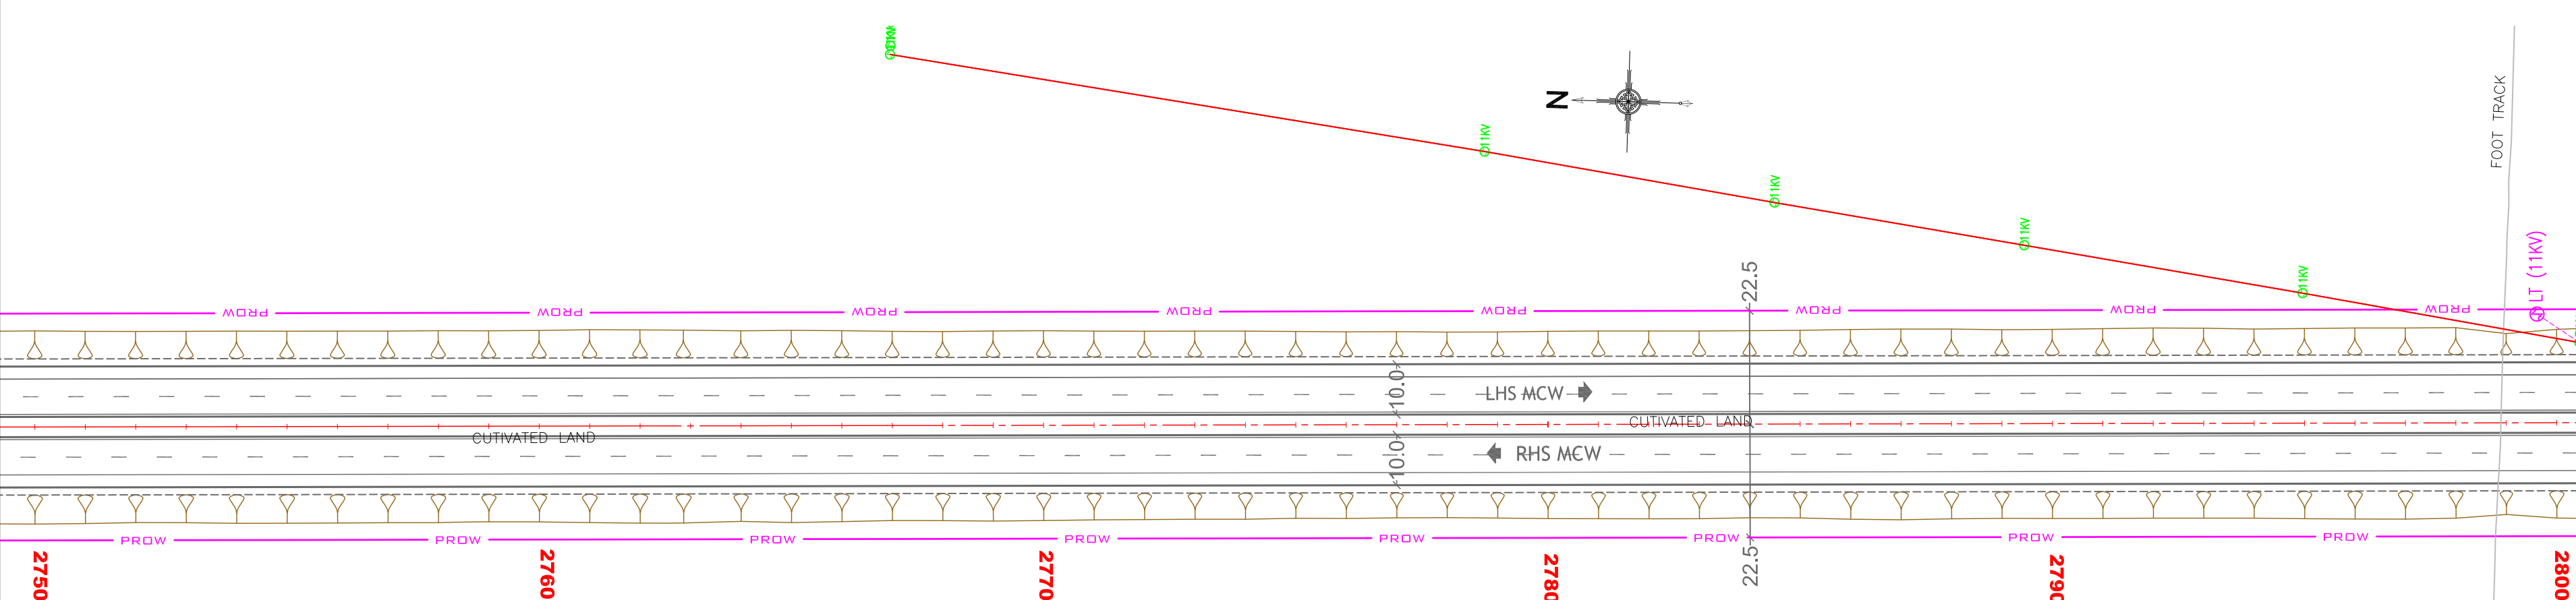 N
11KV
11KV
11KV
11KV
FOOT TRACK
LT (11KV)
22.5
PROW PROW PROW PROW PROW PROW PROW PROW
10.0
LHS MCW
CUTIVATED LAND
CUTIVATED LAND
10.0
RHS MCW
PROW PROW PROW PROW PROW PROW PROW PROW
22.5
2750 2760 2770 2780 2790 2800